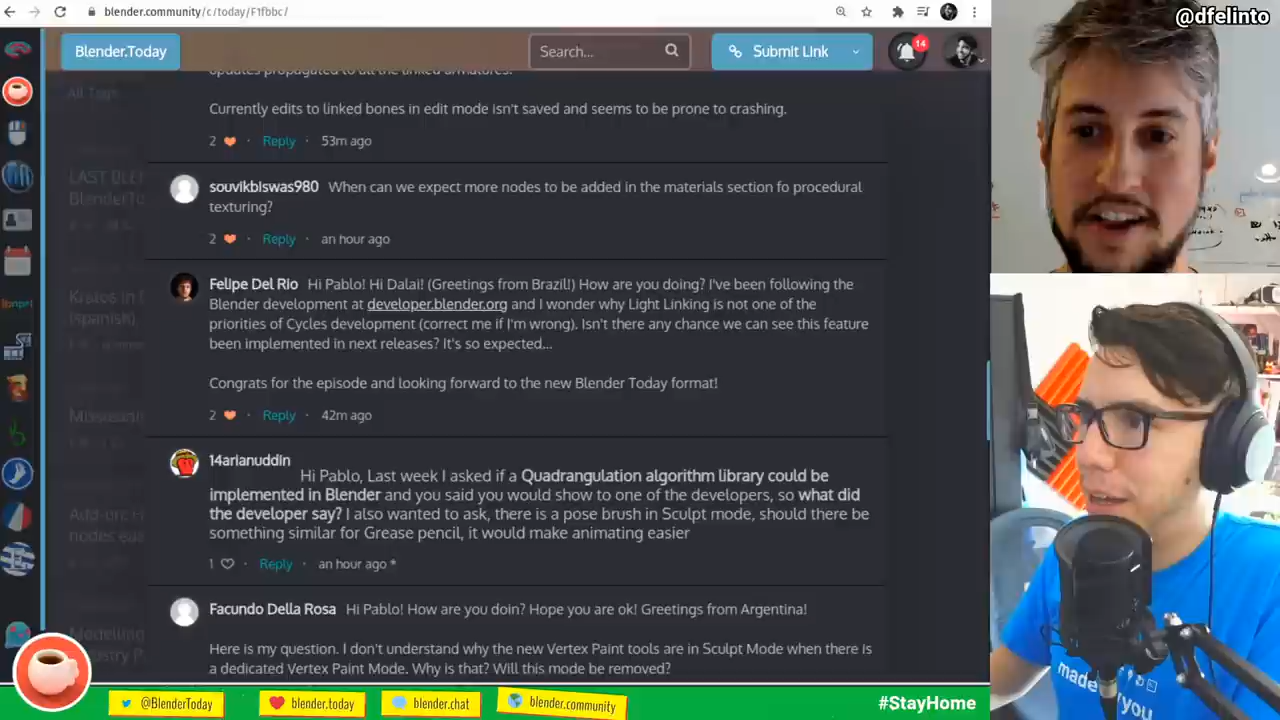 blender.community/c/today/F1fbbc/
@dfelinto
Blender.Today
Search...
Submit Link
14
updates propagated to all the linked armatures.
All Tags
Currently edits to linked bones in edit mode isn't saved and seems to be prone to crashing.
2 Reply · 53m ago
souvikbiswas980 When can we expect more nodes to be added in the materials section fo procedural
texturing?
2 · Reply · an hour ago
Felipe Del Rio Hi Pablo! Hi Dalai! (Greetings from Brazil!) How are you doing? I've been following the
Blender development at developer.blender.org and I wonder why Light Linking is not one of the
priorities of Cycles development (correct me if I'm wrong). Isn't there any chance we can see this feature
been implemented in next releases? It's so expected...
Congrats for the episode and looking forward to the new Blender Today format!
2 · Reply · 42m ago
14arianuddin
Hi Pablo, Last week I asked if a Quadrangulation algorithm library could be
implemented in Blender and you said you would show to one of the developers, so what did
the developer say? I also wanted to ask, there is a pose brush in Sculpt mode, should there be
something similar for Grease pencil, it would make animating easier
1 · Reply · an hour ago *
Facundo Della Rosa Hi Pablo! How are you doin? Hope you are ok! Greetings from Argentina!
Here is my question. I don't understand why the new Vertex Paint tools are in Sculpt Mode when there is
a dedicated Vertex Paint Mode. Why is that? Will this mode be removed?
made
you
@BlenderToday
blender.today
blender.chat
blender.community
#StayHome